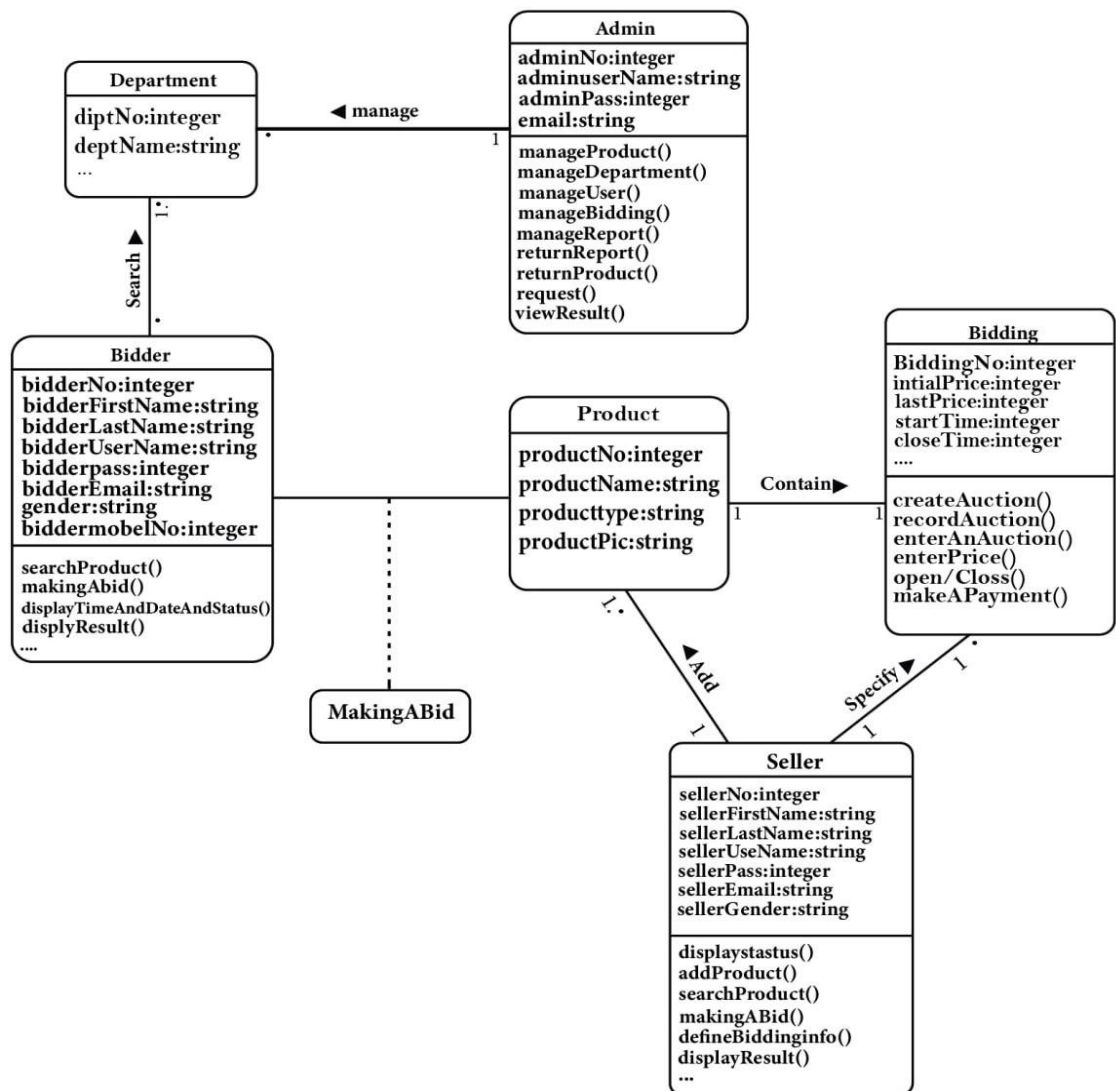 Admin
adminNo:integer
adminuserName:string
adminPass:integer
email:string
manageProduct()
manageDepartment()
manageUser()
manageBidding()
manageReport()
returnReport()
returnProduct()
request()
viewResult()
Department
diptNo:integer
deptName:string
...
◄ manage
.
1
1.
Search ►
.
Bidder
bidderNo:integer
bidderFirstName:string
bidderLastName:string
bidderUserName:string
bidderpass:integer
bidderEmail:string
gender:string
biddermobelNo:integer
searchProduct()
makingAbid()
displayTimeAndDateAndStatus()
displyResult()
....
Product
productNo:integer
productName:string
producttype:string
productPic:string
Contain►
1
1
Bidding
BiddingNo:integer
intialPrice:integer
lastPrice:integer
startTime:integer
closeTime:integer
....
createAuction()
recordAuction()
enterAnAuction()
enterPrice()
open/Closs()
makeAPayment()
MakingABid
1..
◄ Add
1
1 .
Specify ►
1
Seller
sellerNo:integer
sellerFirstName:string
sellerLastName:string
sellerUseName:string
sellerPass:integer
sellerEmail:string
sellerGender:string
displaystastus()
addProduct()
searchProduct()
makingABid()
defineBiddinginfo()
displayResult()
...